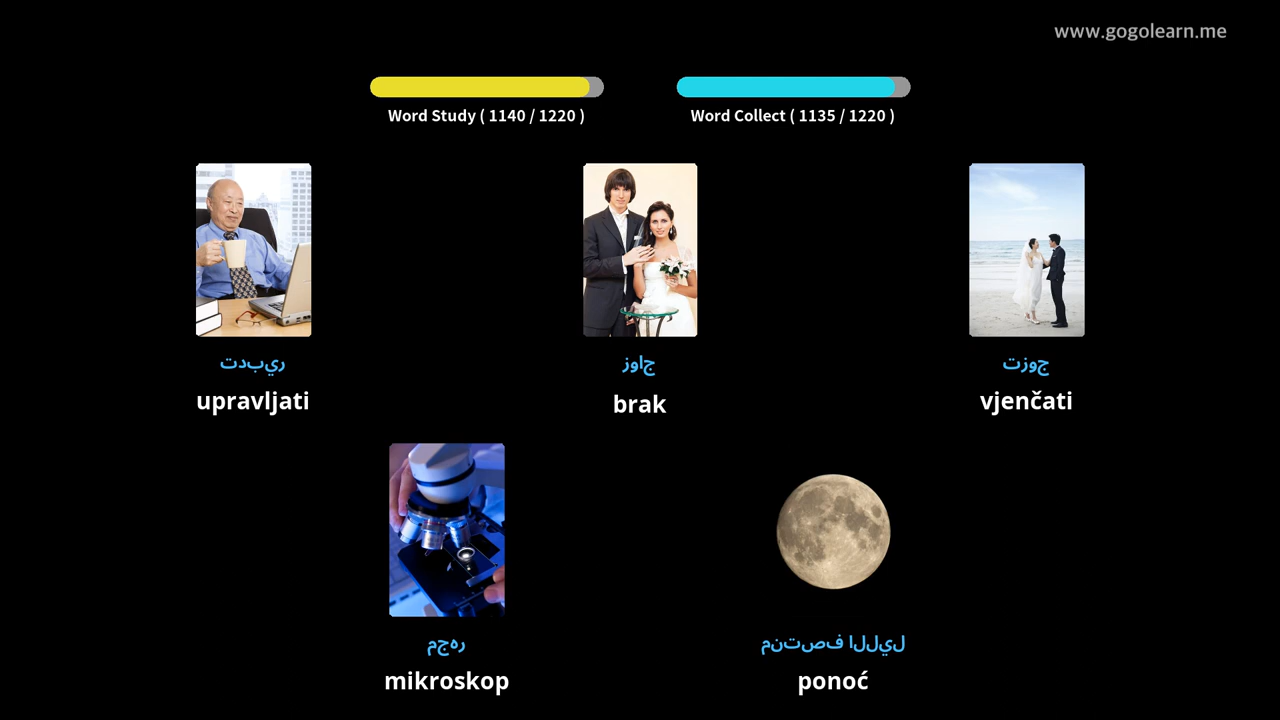 www.gogolearn.me
Word Study ( 1140 / 1220 )
Word Collect ( 1135 / 1220 )
تدبير
upravljati
زواج
brak
تزوج
vjenčati
مجهر
mikroskop
منتصف الليل
ponoć